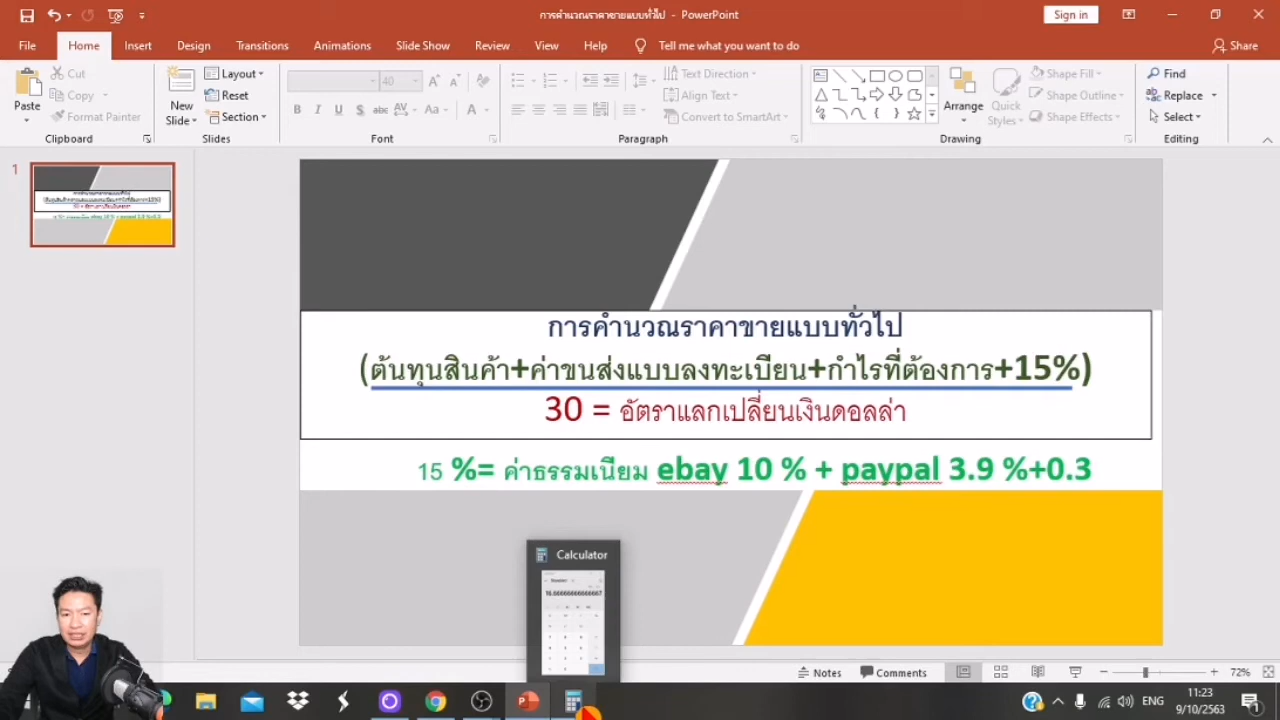 การคำนวณราคาขายแบบทั่วไป - PowerPoint
Sign in
File Home Insert Design Transitions Animations Slide Show Review View Help Tell me what you want to do Share
Paste
Cut
Copy
Format Painter
Clipboard
New Slide
Layout
Reset
Section
Slides
40
B I U S abc AV Aa A
Font
Text Direction
Align Text
Convert to SmartArt
Paragraph
Arrange
Quick Styles
Shape Fill
Shape Outline
Shape Effects
Drawing
Find
Replace
Select
Editing
1
การคำนวณราคาขายแบบทั่วไป
(ต้นทุนสินค้า+ค่าขนส่งแบบลงทะเบียน+กำไรที่ต้องการ+15%)
30 = อัตราแลกเปลี่ยนเงินดอลล่า
15 %= ค่าธรรมเนียม ebay 10 % + paypal 3.9 %+0.3
Calculator
16.66666666666667
Notes Comments 72%
ENG 11:23
9/10/2563